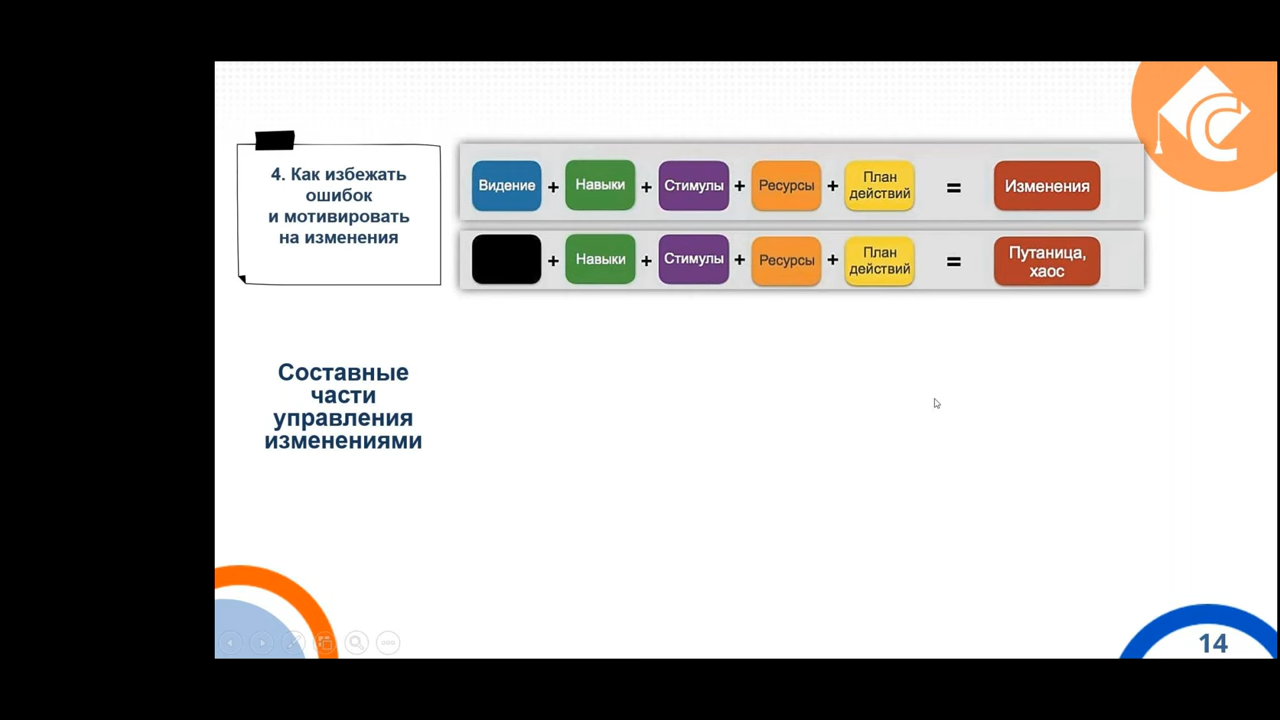 4. Как избежать
ошибок
и мотивировать
на изменения
Видение + Навыки + Стимулы + Ресурсы + План действий = Изменения
+ Навыки + Стимулы + Ресурсы + План действий = Путаница, хаос
Составные
части
управления
изменениями
14